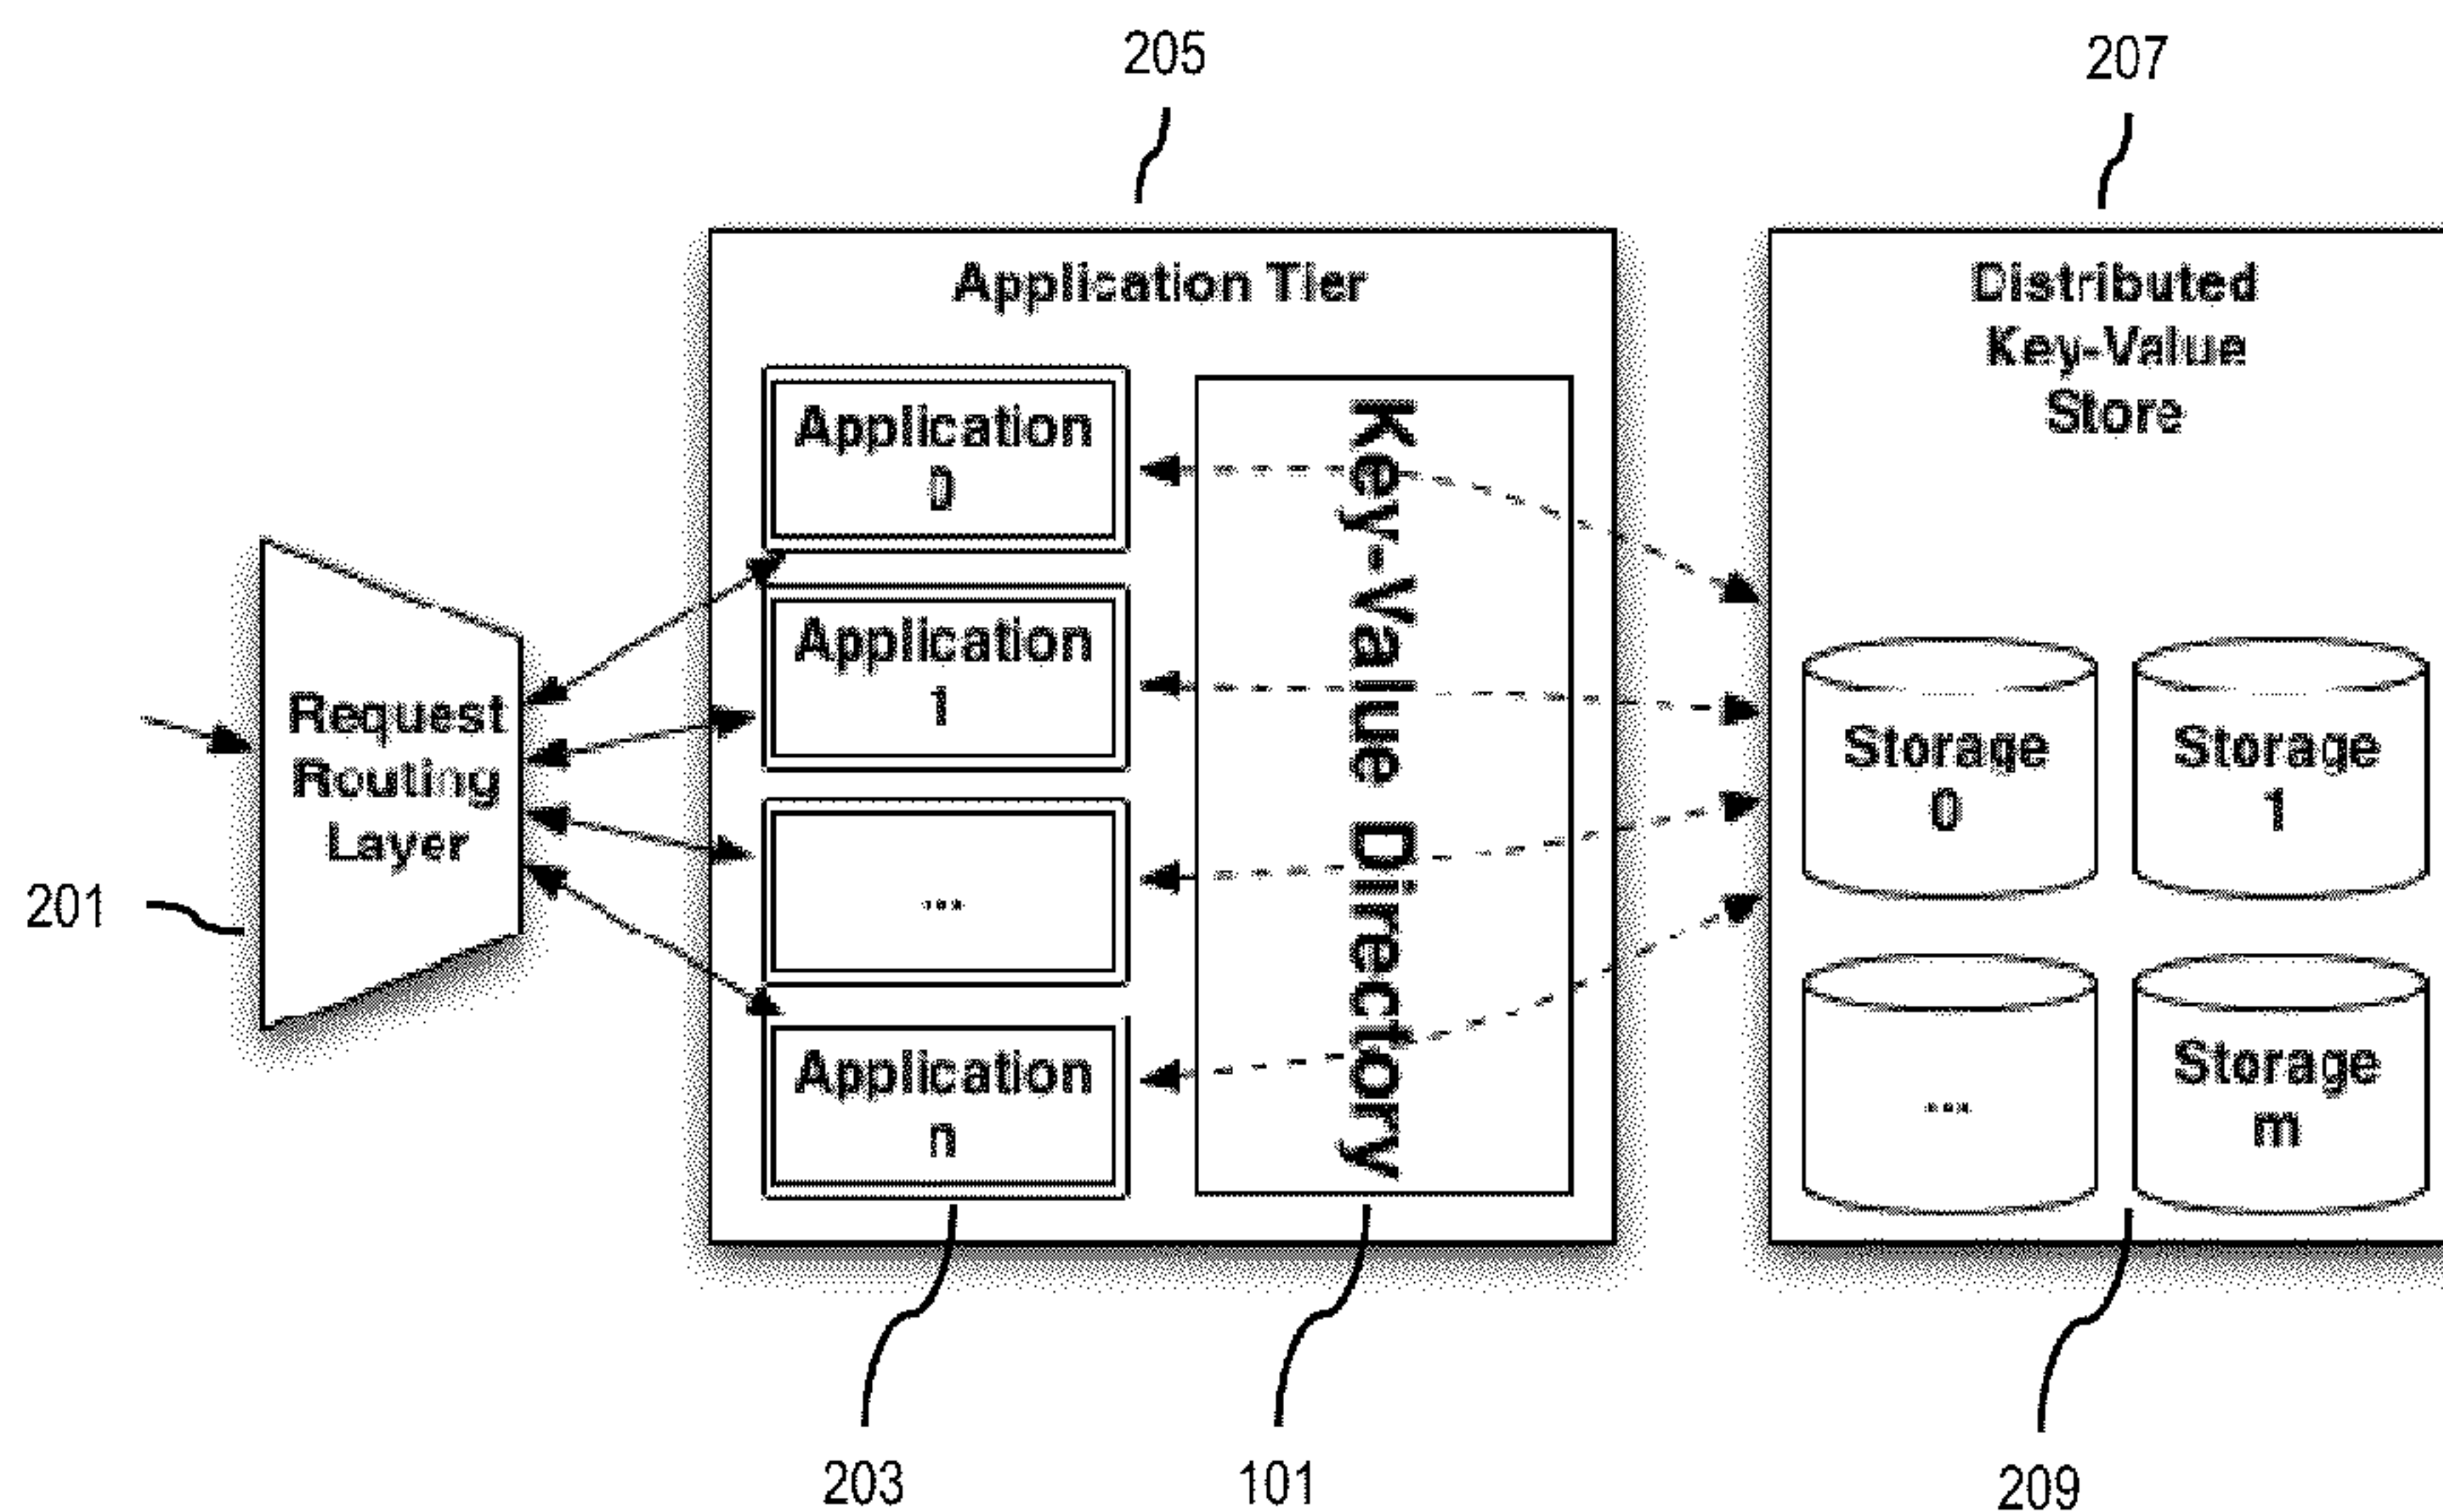 205
207
Application Tier
Distributed
Key-Value
Store
Application
0
Application
1
...
Application
n
Key-Value Directory
Request
Routing
Layer
201
Storage
0
Storage
1
...
Storage
m
203
101
209